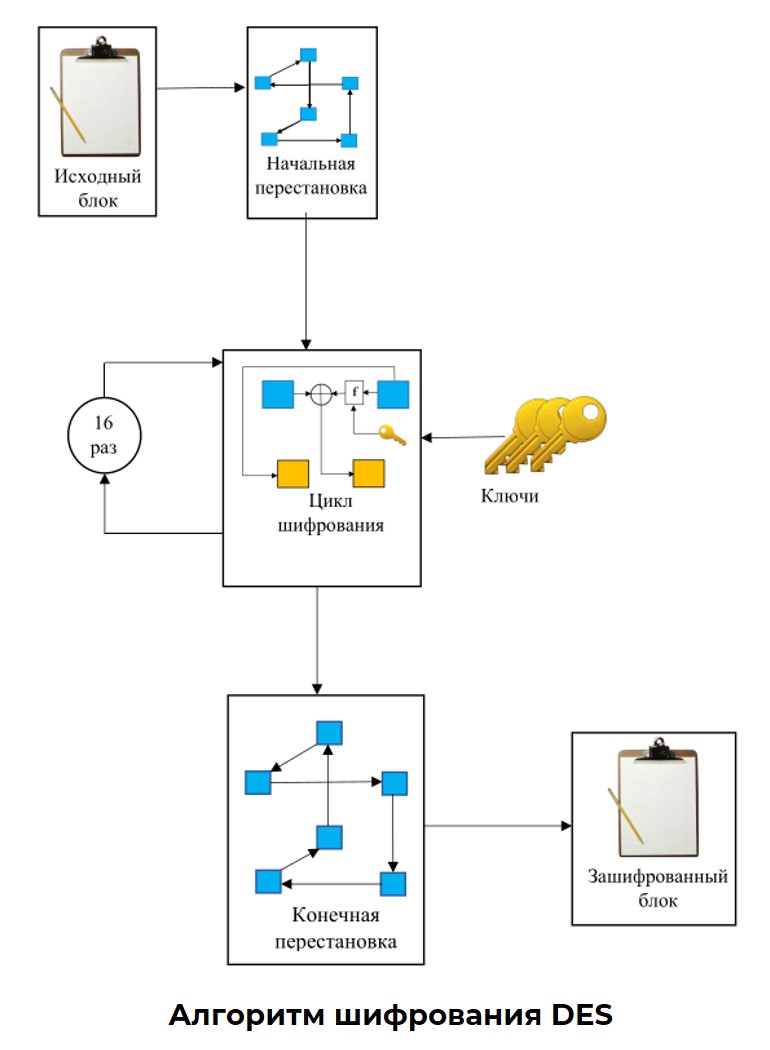 Исходный
блок
Начальная
перестановка
16
раз
f
Цикл
шифрования
Ключи
Конечная
перестановка
Зашифрованный
блок
Алгоритм шифрования DES